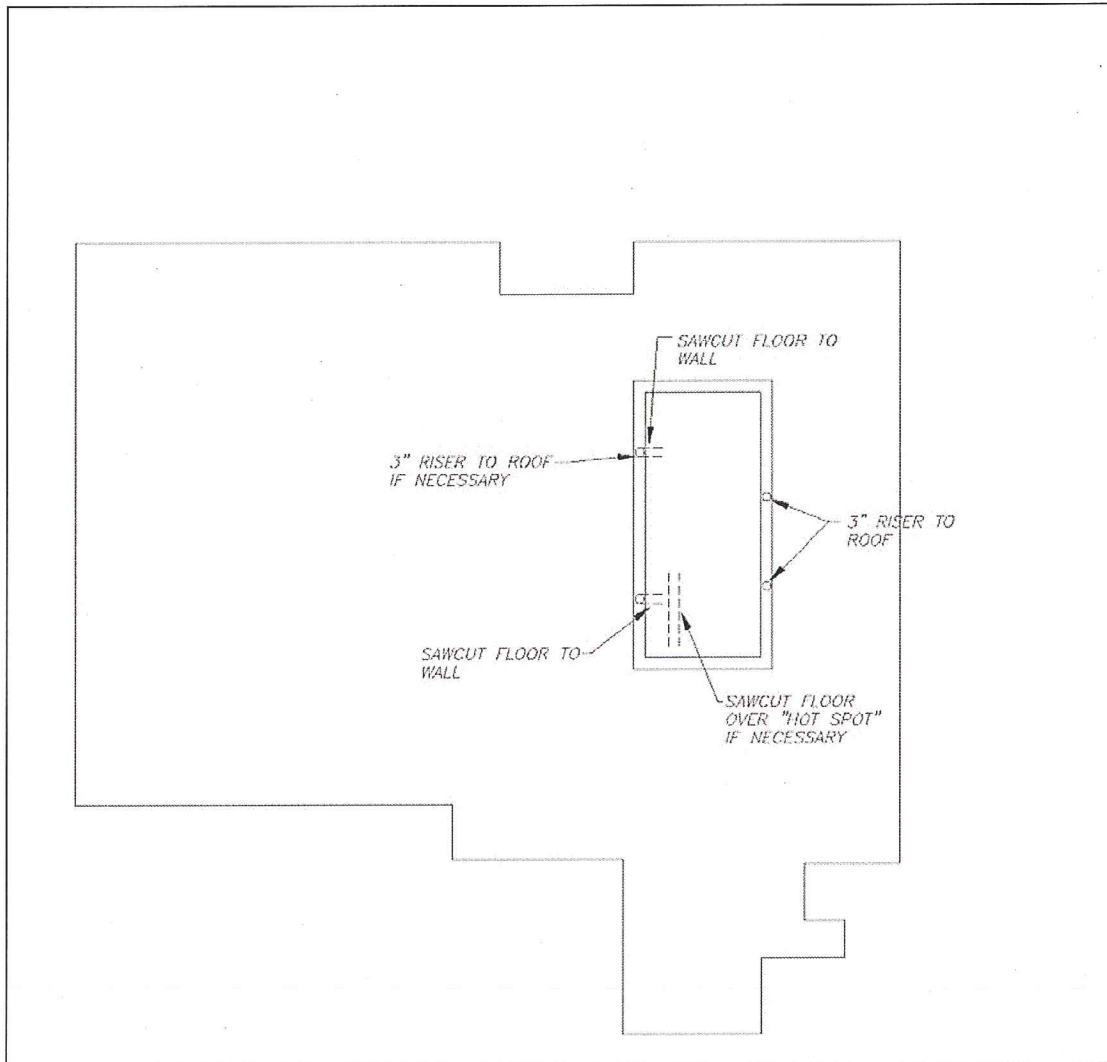 SAWCUT FLOOR TO
WALL
3" RISER TO ROOF
IF NECESSARY
3" RISER TO
ROOF
SAWCUT FLOOR TO
WALL
SAWCUT FLOOR
OVER "HOT SPOT"
IF NECESSARY